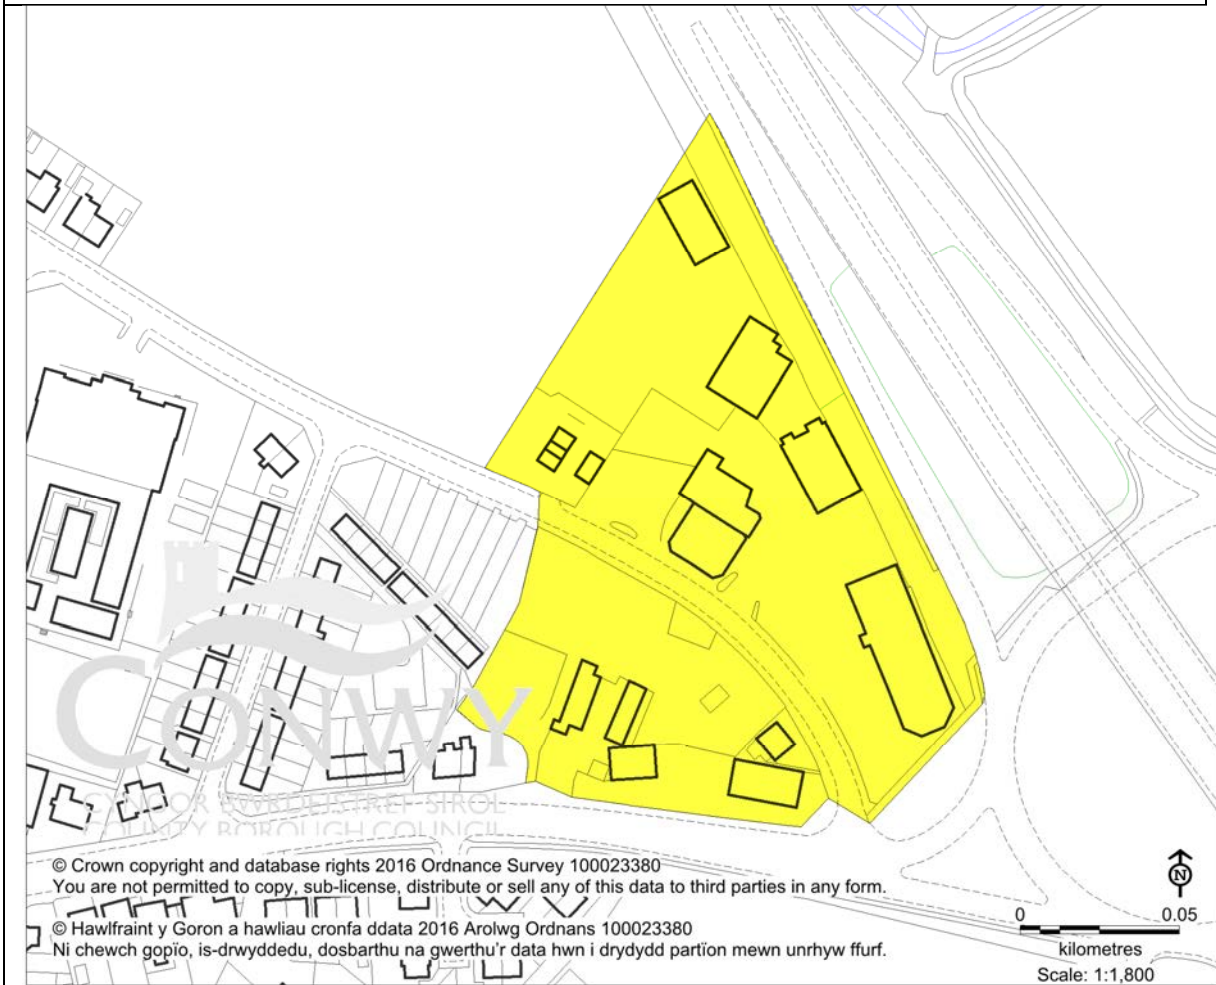 CONWY
CYNGOR BWRDEISTREF SIROL
COUNTY BOROUGH COUNCIL
© Crown copyright and database rights 2016 Ordnance Survey 100023380
You are not permitted to copy, sub-license, distribute or sell any of this data to third parties in any form.
© Hawlfraint y Goron a hawliau cronfa ddata 2016 Arolwg Ordnans 100023380
Ni chewch gopïo, is-drwyddedu, dosbarthu na gwerthu'r data hwn i drydydd partïon mewn unrhyw ffurf.
N
0 0.05
kilometres
Scale: 1:1,800